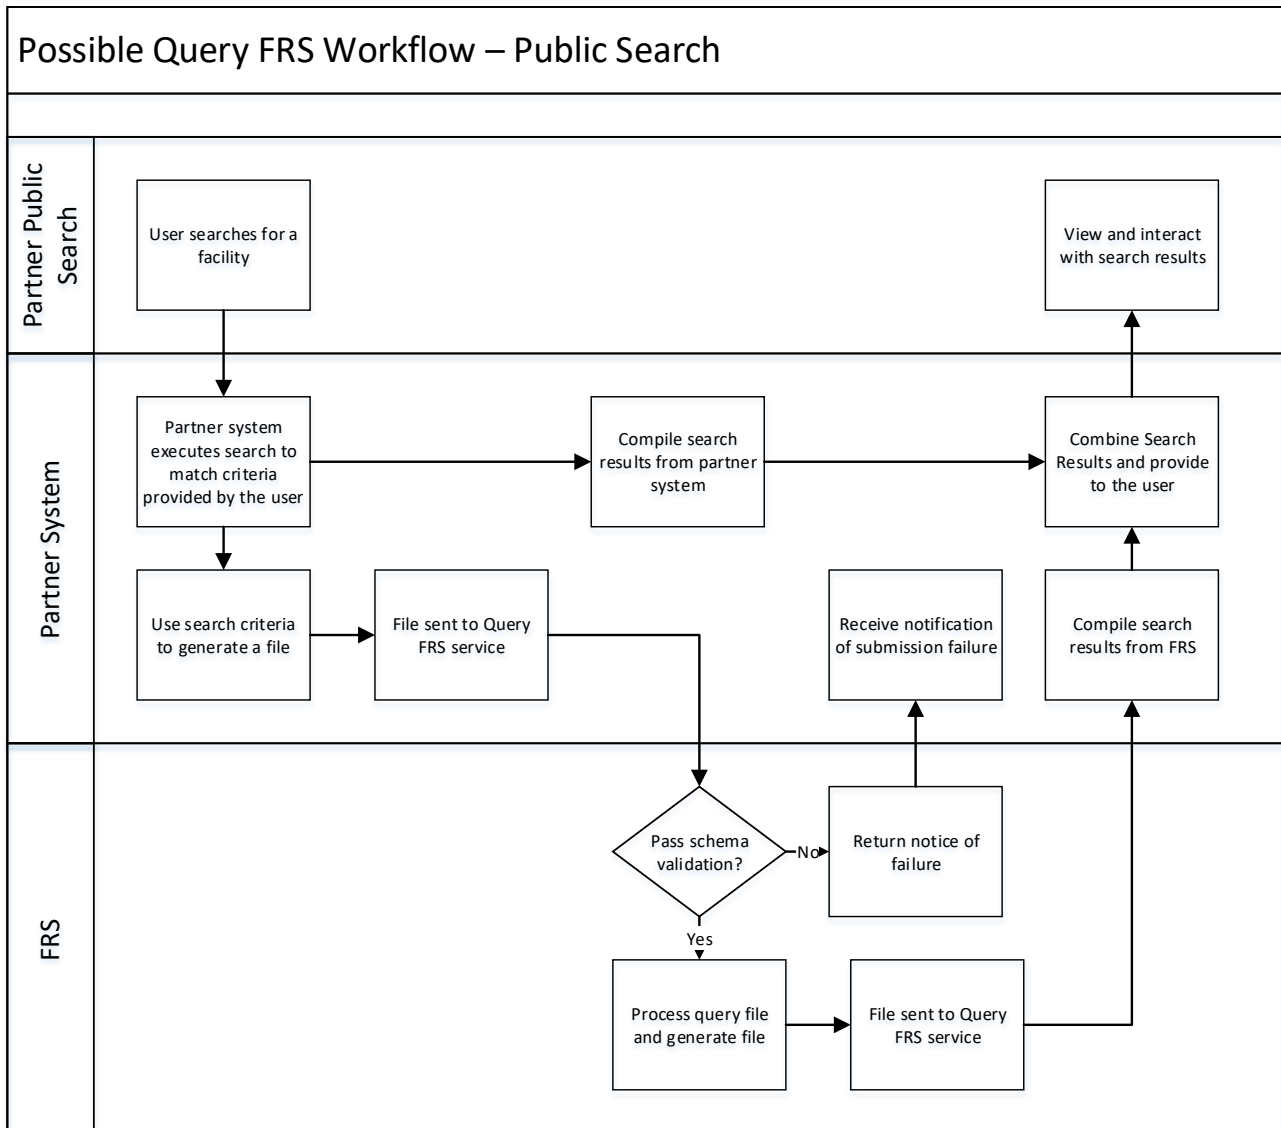 Possible Query FRS Workflow – Public Search
Partner Public
Search
User searches for a
facility
View and interact
with search results
Partner System
Partner system
executes search to
match criteria
provided by the user
Compile search
results from partner
system
Combine Search
Results and provide
to the user
Use search criteria
to generate a file
File sent to Query
FRS service
Receive notification
of submission failure
Compile search
results from FRS
FRS
Pass schema
validation?
No
Return notice of
failure
Yes
Process query file
and generate file
File sent to Query
FRS service